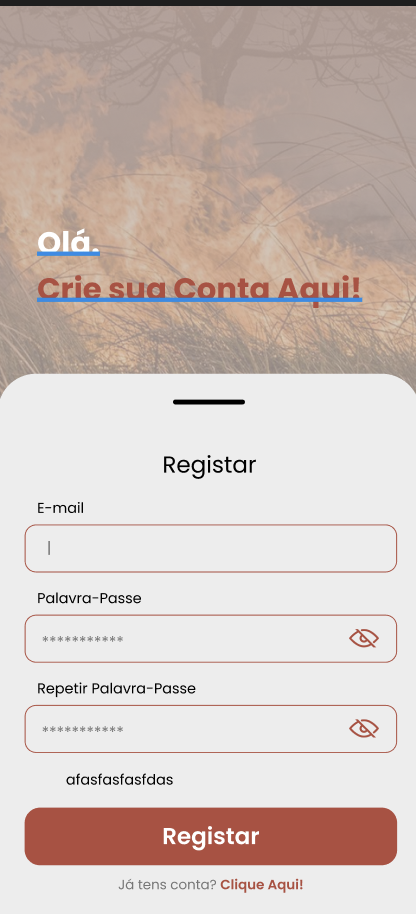 Olá.
Crie sua Conta Aqui!
Registar
E-mail
|
Palavra-Passe
***********
Repetir Palavra-Passe
***********
afasfasfasfdas
Registar
Já tens conta? Clique Aqui!